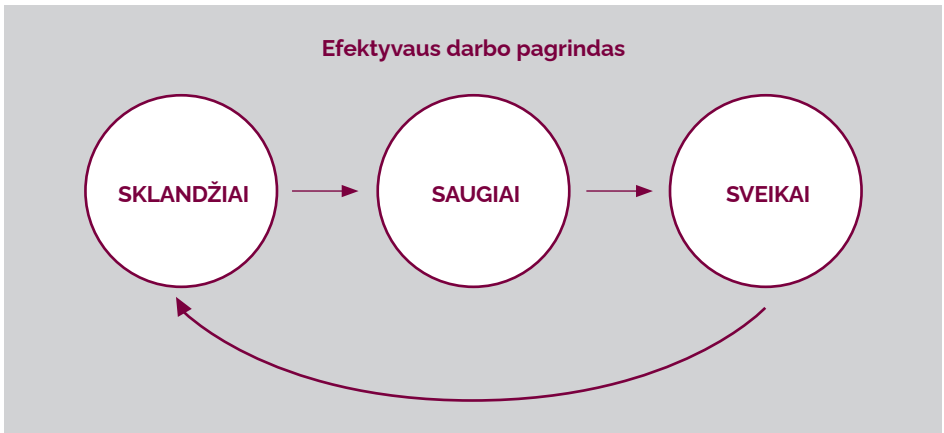 Efektyvaus darbo pagrindas
SKLANDŽIAI
SAUGIAI
SVEIKAI